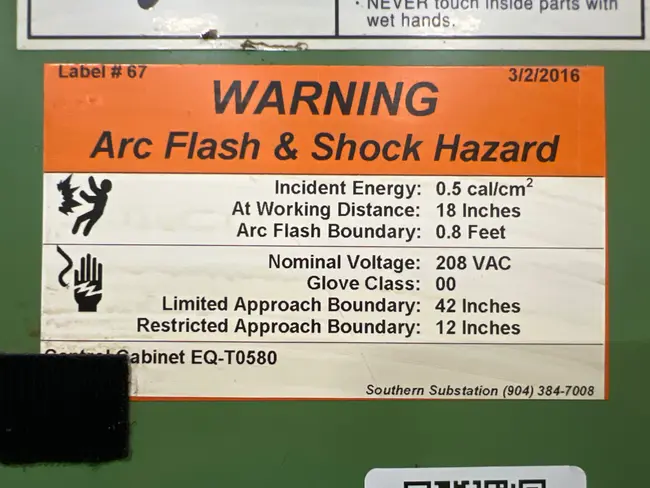 · NEVER touch inside parts with
wet hands.
Label # 67
3/2/2016
WARNING
Arc Flash & Shock Hazard
Incident Energy: 0.5 cal/cm²
At Working Distance: 18 Inches
Arc Flash Boundary: 0.8 Feet
Nominal Voltage: 208 VAC
Glove Class: 00
Limited Approach Boundary: 42 Inches
Restricted Approach Boundary: 12 Inches
Control Cabinet EQ-T0580
Southern Substation (904) 384-7008